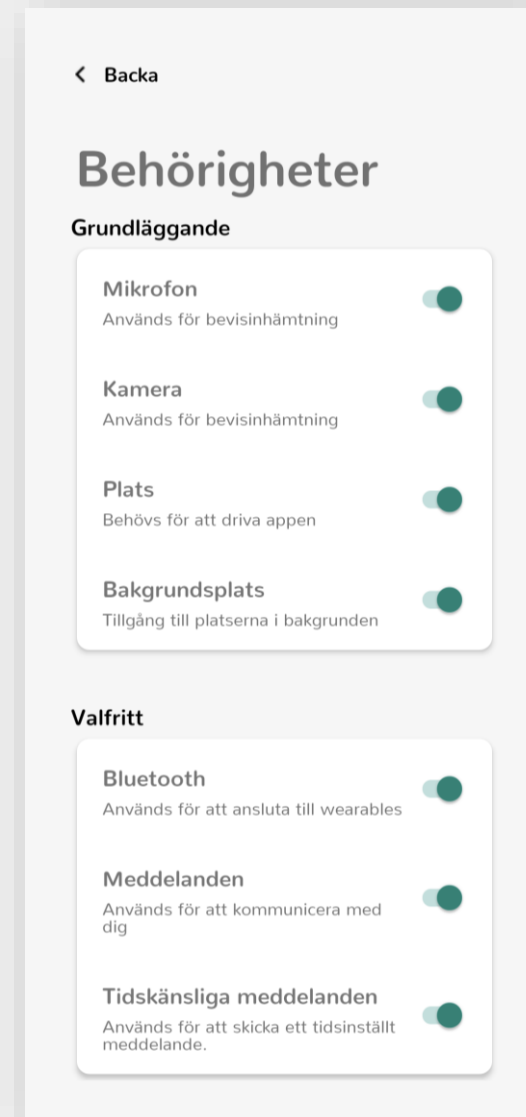 Backa
Behörigheter
Grundläggande
Mikrofon
Används för bevisinhämtning
Kamera
Används för bevisinhämtning
Plats
Behövs för att driva appen
Bakgrundsplats
Tillgång till platserna i bakgrunden
Valfritt
Bluetooth
Används för att ansluta till wearables
Meddelanden
Används för att kommunicera med
dig
Tidskänsliga meddelanden
Används för att skicka ett tidsinställt
meddelande.